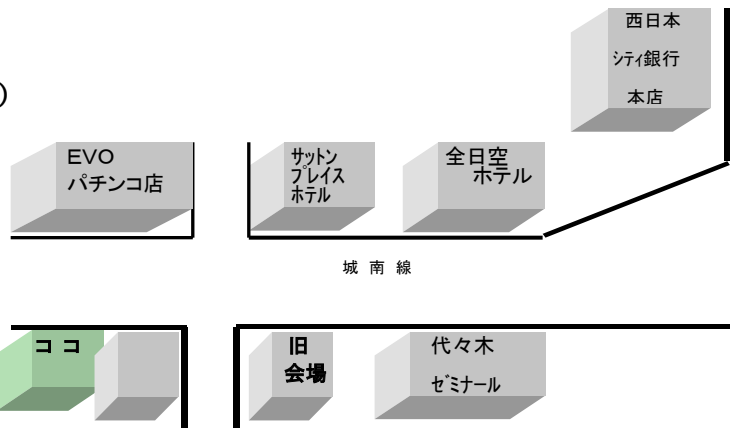 西日本
シティ銀行
本店
)
EVO
パチンコ店
サットン
プレイス
ホテル
全日空
ホテル
城南線
ココ
旧
会場
代々木
ゼミナール